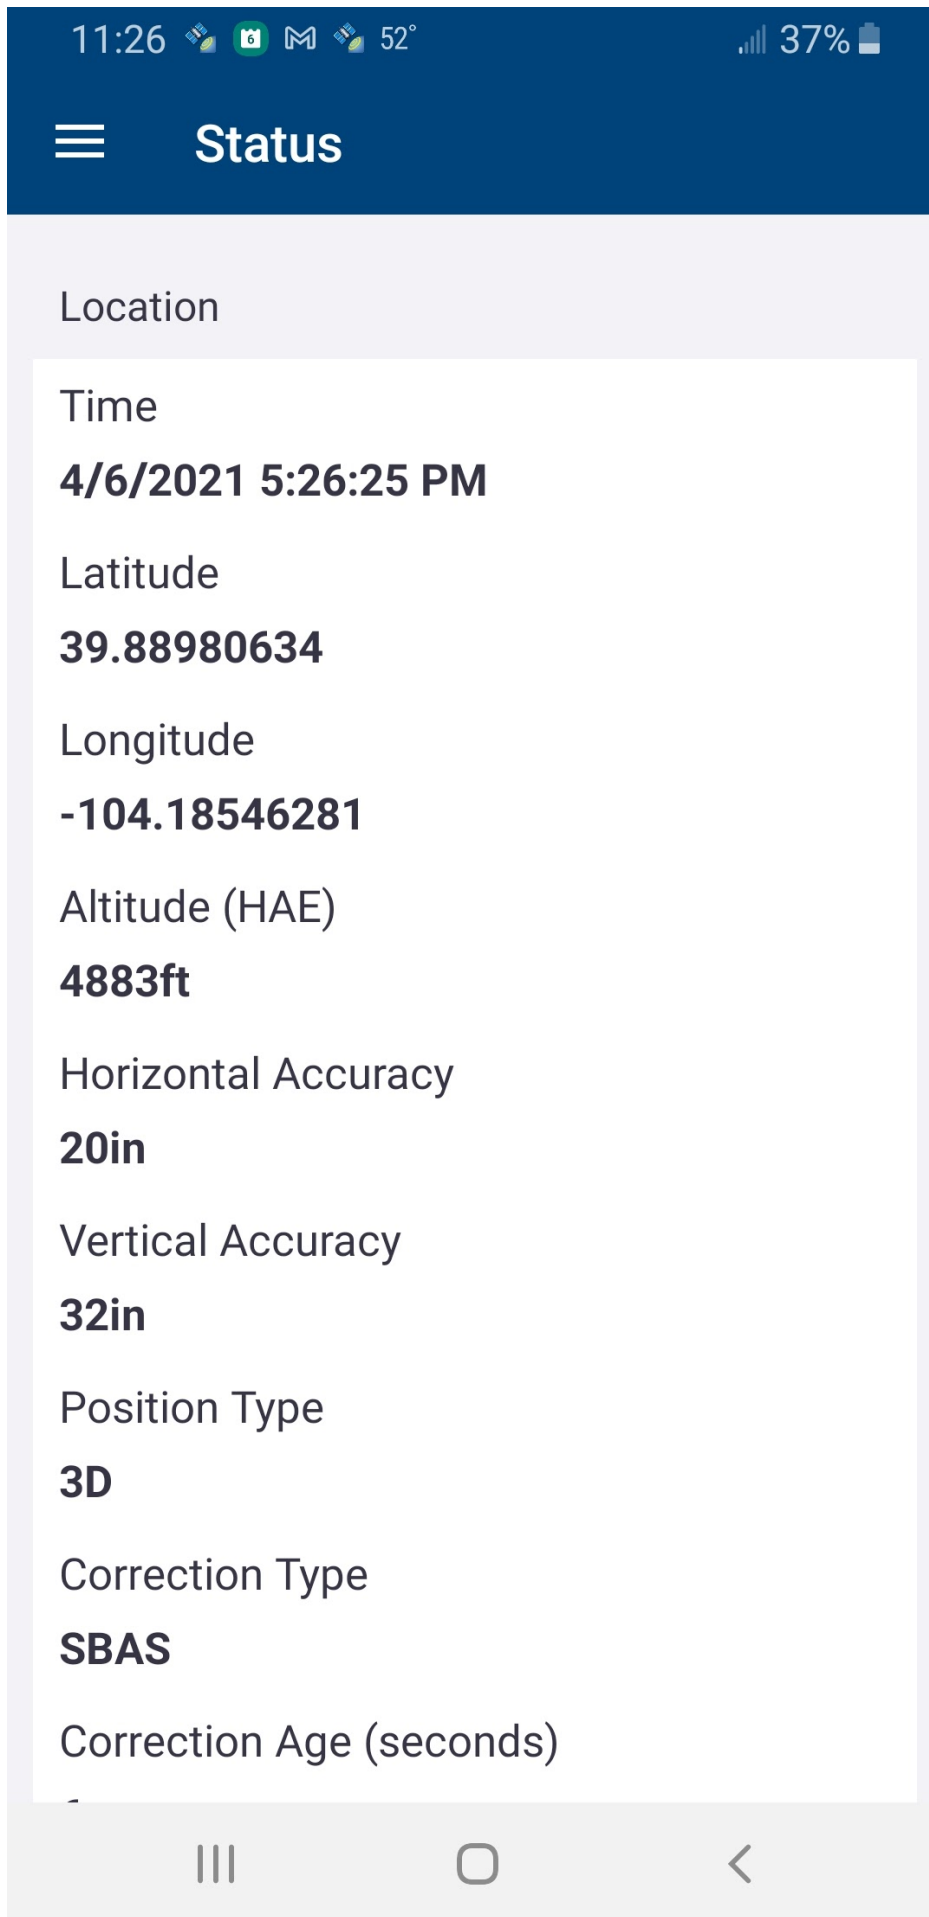 11:26 6 52° 37%
Status
Location
Time
4/6/2021 5:26:25 PM
Latitude
39.88980634
Longitude
-104.18546281
Altitude (HAE)
4883ft
Horizontal Accuracy
20in
Vertical Accuracy
32in
Position Type
3D
Correction Type
SBAS
Correction Age (seconds)